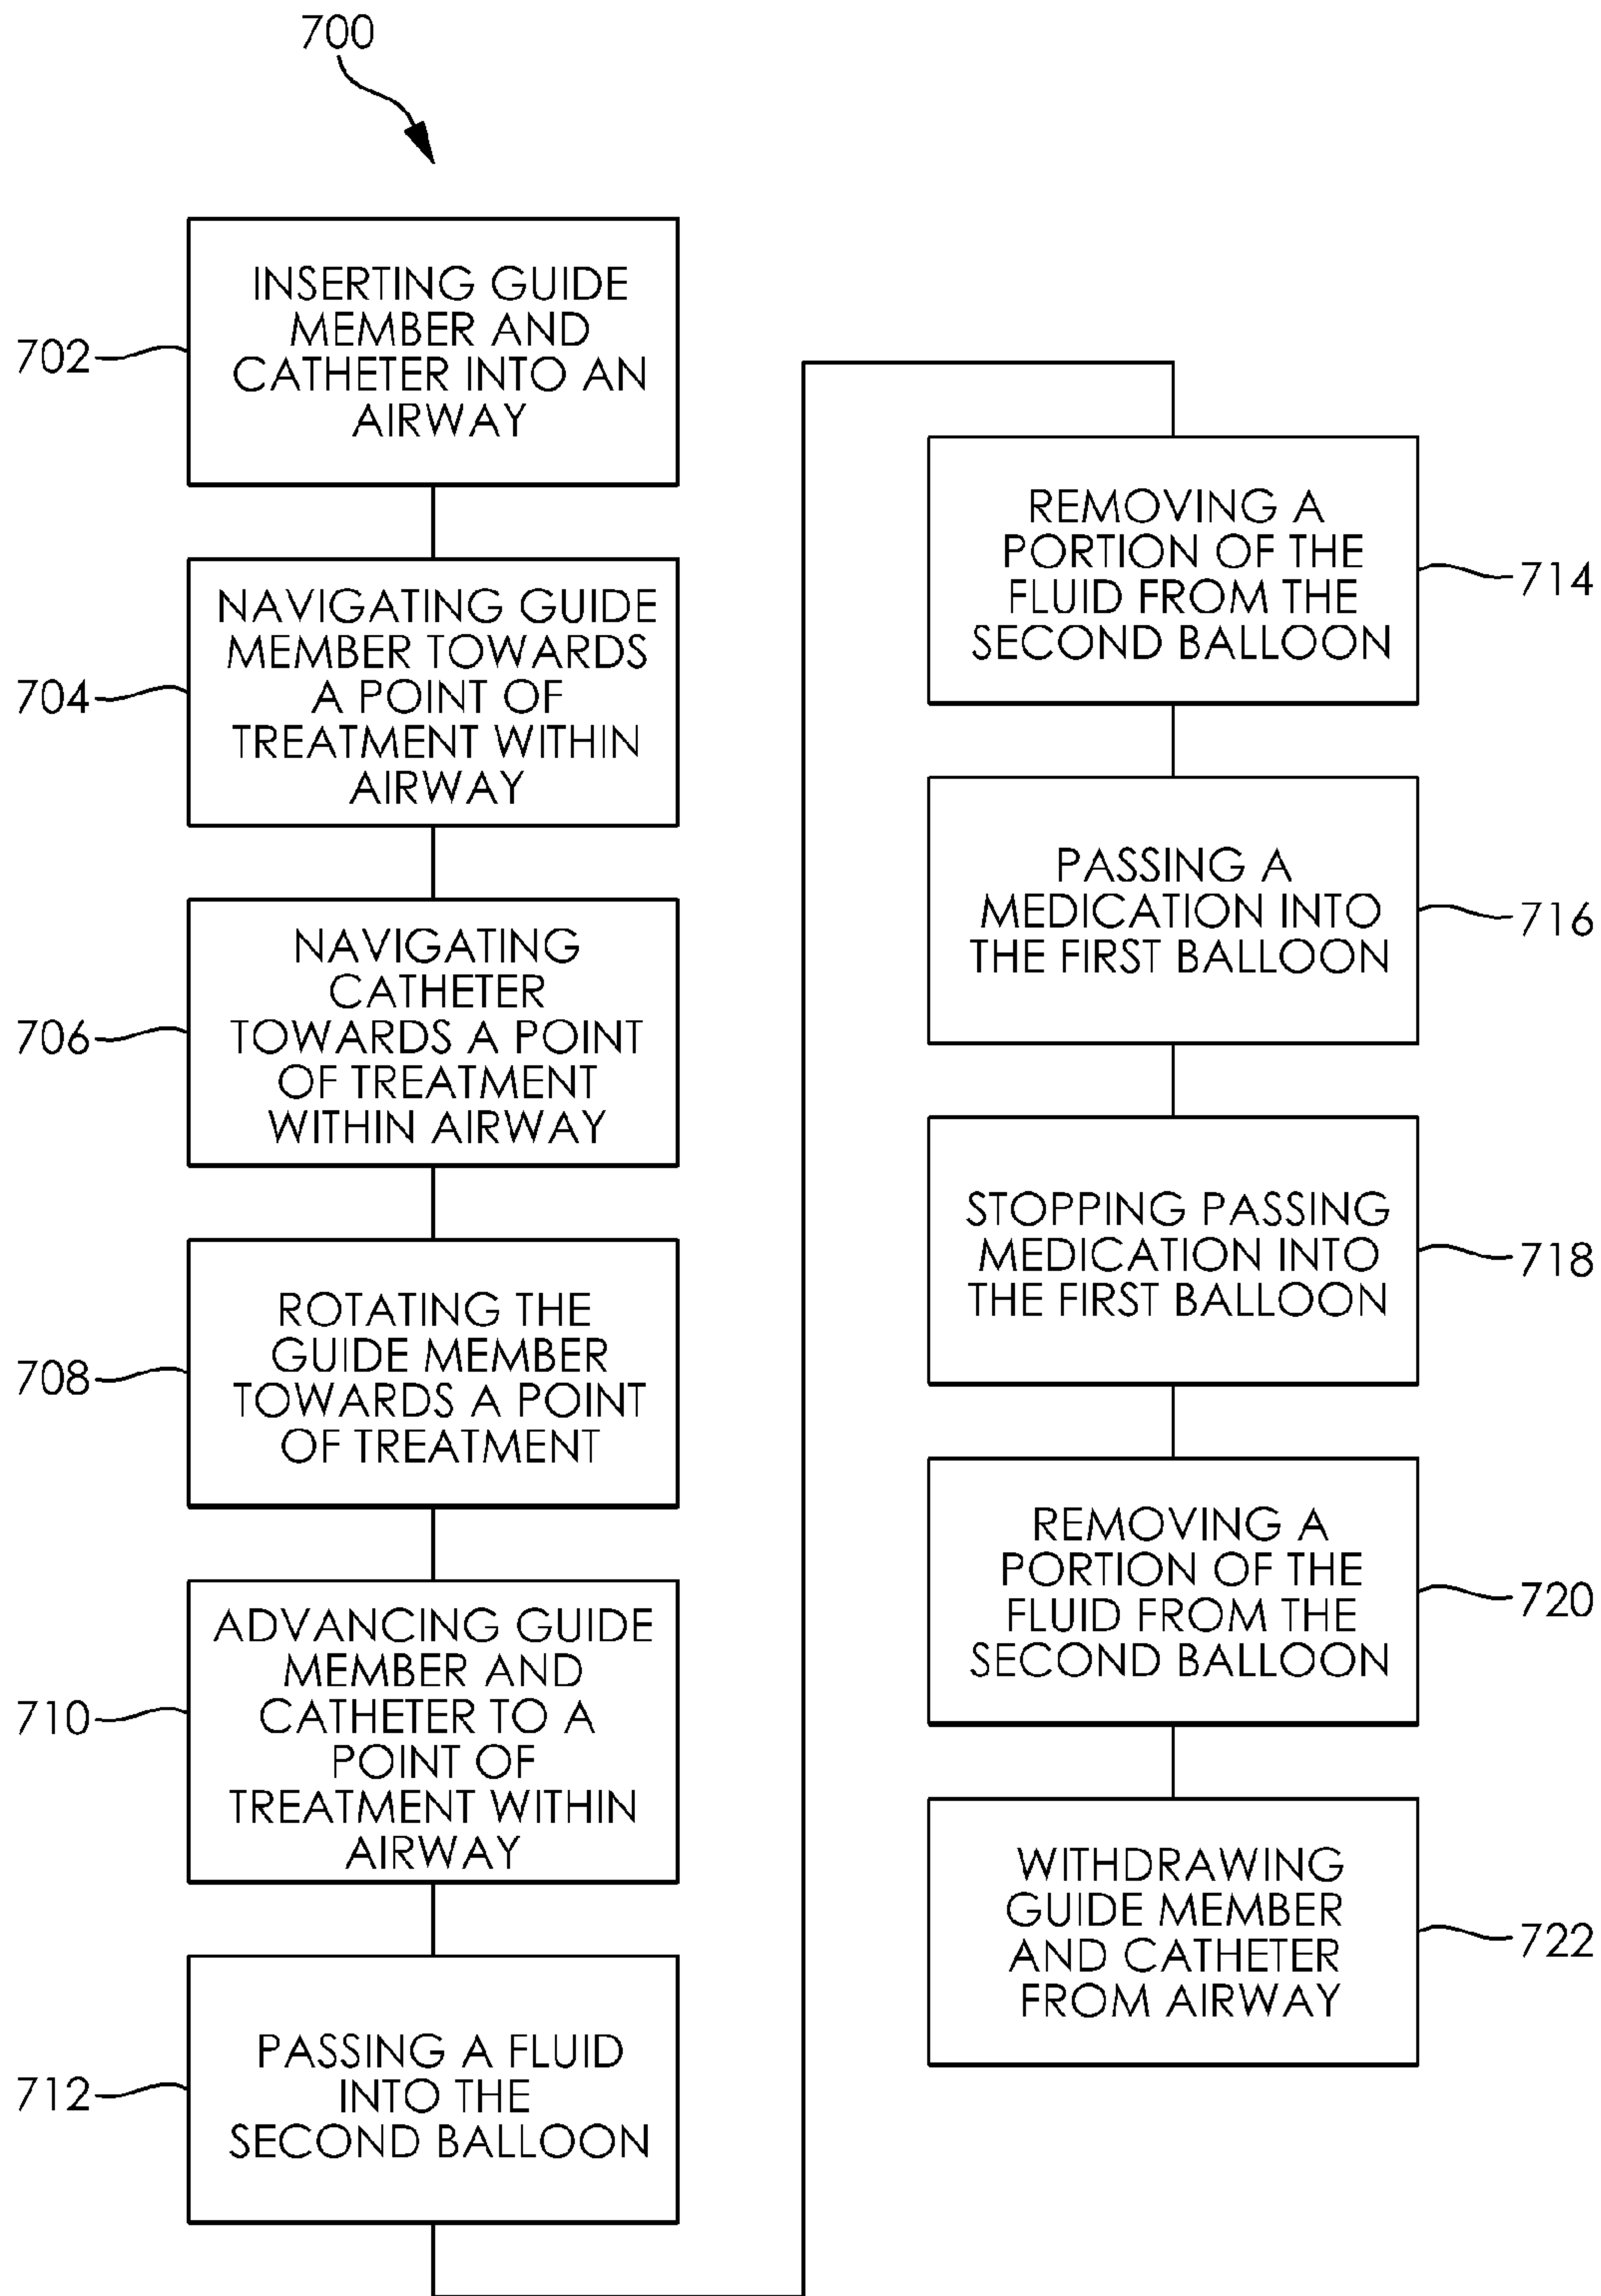 700
702
INSERTING GUIDE
MEMBER AND
CATHETER INTO AN
AIRWAY
704
NAVIGATING GUIDE
MEMBER TOWARDS
A POINT OF
TREATMENT WITHIN
AIRWAY
706
NAVIGATING
CATHETER
TOWARDS A POINT
OF TREATMENT
WITHIN AIRWAY
708
ROTATING THE
GUIDE MEMBER
TOWARDS A POINT
OF TREATMENT
710
ADVANCING GUIDE
MEMBER AND
CATHETER TO A
POINT OF
TREATMENT WITHIN
AIRWAY
712
PASSING A FLUID
INTO THE
SECOND BALLOON
REMOVING A
PORTION OF THE
FLUID FROM THE
SECOND BALLOON
714
PASSING A
MEDICATION INTO
THE FIRST BALLOON
716
STOPPING PASSING
MEDICATION INTO
THE FIRST BALLOON
718
REMOVING A
PORTION OF THE
FLUID FROM THE
SECOND BALLOON
720
WITHDRAWING
GUIDE MEMBER
AND CATHETER
FROM AIRWAY
722